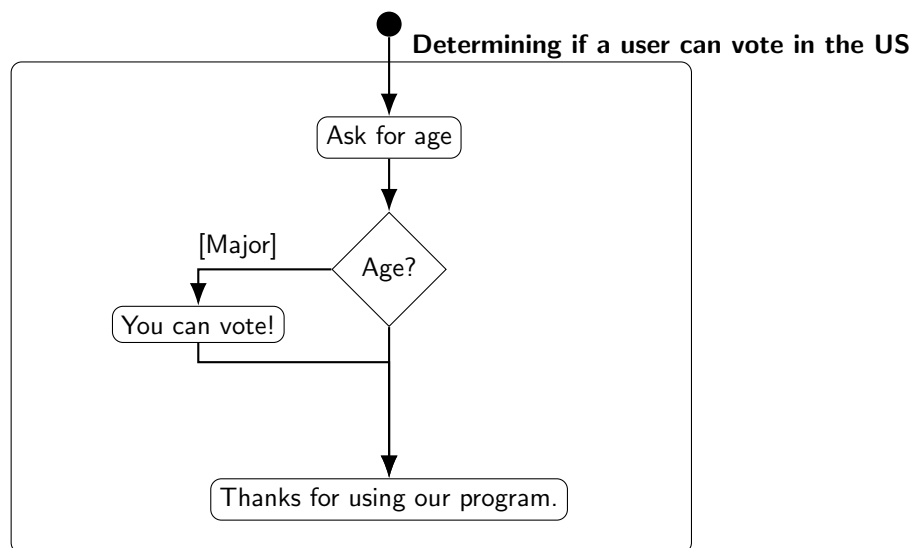 Determining if a user can vote in the US
Ask for age
Age?
[Major]
You can vote!
Thanks for using our program.